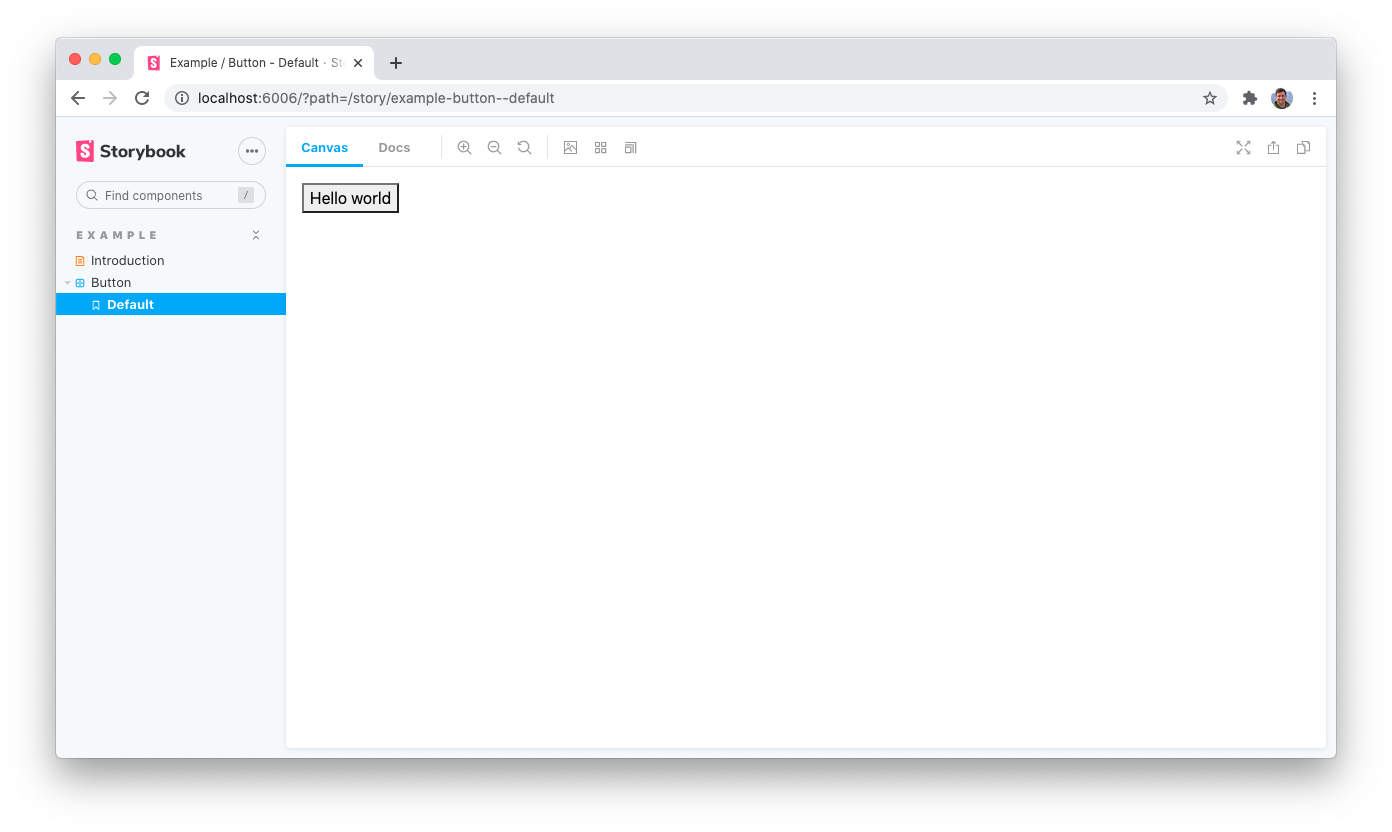 Example / Button - Default · St
localhost:6006/?path=/story/example-button--default
Storybook
Canvas Docs
Find components /
Hello world
EXAMPLE
Introduction
Button
Default